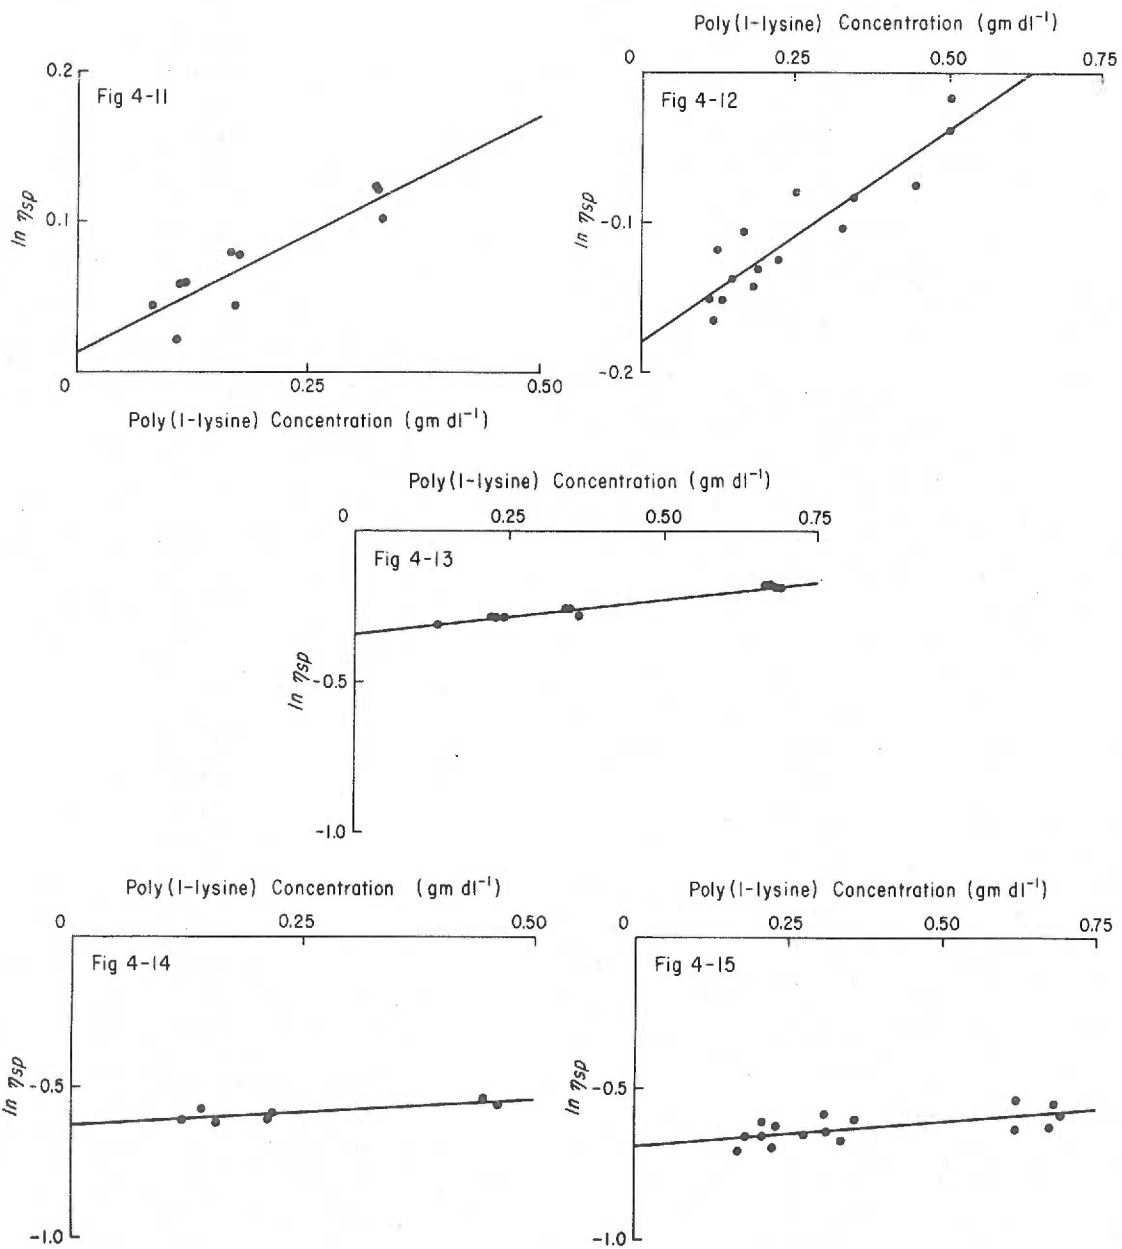 0.2
Fig 4-11
ln ηsp
0.1
0
0.25
0.50
Poly(l-lysine) Concentration (gm dl⁻¹)
Poly(l-lysine) Concentration (gm dl⁻¹)
0
0.25
0.50
0.75
Fig 4-12
ln ηsp
-0.1
-0.2
Poly(l-lysine) Concentration (gm dl⁻¹)
0
0.25
0.50
0.75
Fig 4-13
ln ηsp
-0.5
-1.0
Poly(l-lysine) Concentration (gm dl⁻¹)
0
0.25
0.50
Fig 4-14
ln ηsp
-0.5
-1.0
Poly(l-lysine) Concentration (gm dl⁻¹)
0
0.25
0.50
0.75
Fig 4-15
ln ηsp
-0.5
-1.0